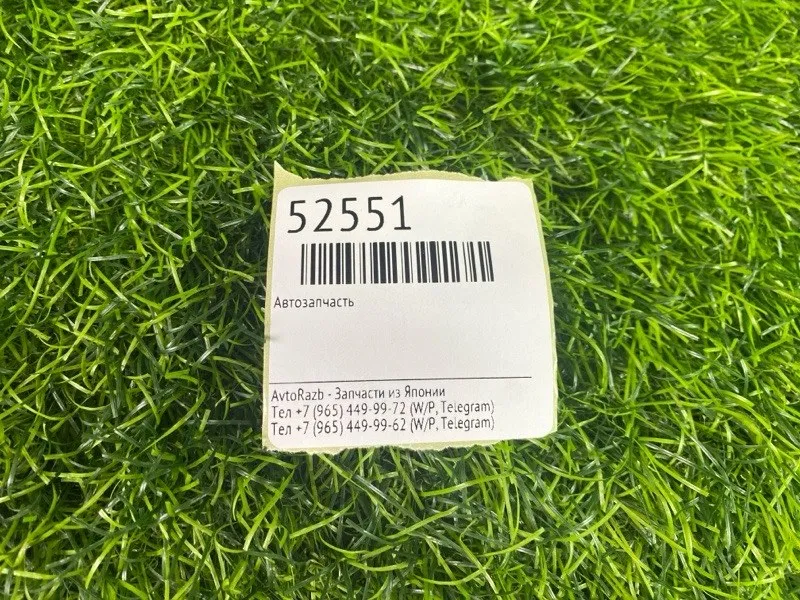 52551
Автозапчасть
AvtoRazb - Запчасти из Японии
Тел +7 (965) 449-99-72 (W/P, Telegram)
Тел +7 (965) 449-99-62 (W/P, Telegram)